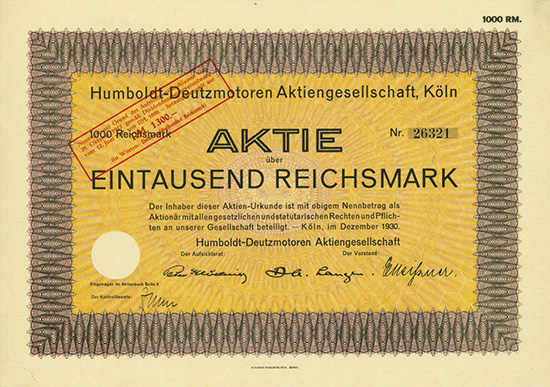 1000 RM.
Humboldt-Deutzmotoren Aktiengesellschaft, Köln
1300.-
1000 Reichsmark
AKTIE
Nr. 26321
über
EINTAUSEND REICHSMARK
Der Inhaber dieser Aktien-Urkunde ist mit obigem Nennbetrag als
Aktionär mit allen gesetzlichen und statutarischen Rechten und Pflich-
ten an unserer Gesellschaft beteiligt. — Köln, im Dezember 1930.
Humboldt-Deutzmotoren Aktiengesellschaft
Der Aufsichtsrat: Der Vorstand:
Eingetragen im Aktienbuch Seite
Der Kontrollbeamte: